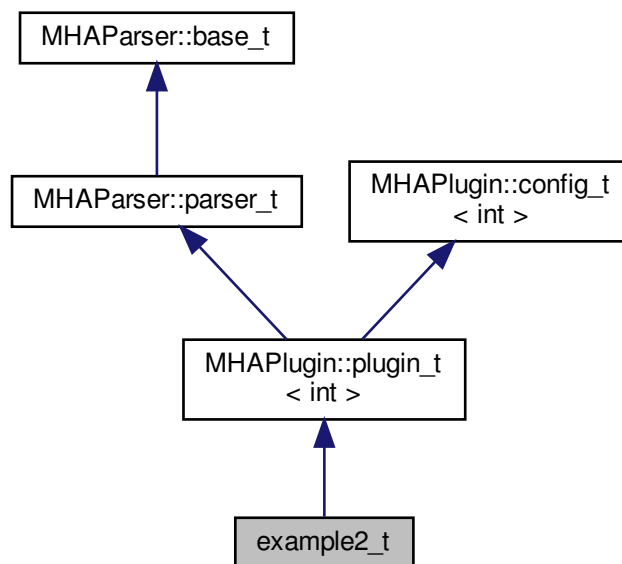 MHAParser::base_t
MHAParser::parser_t
MHAPlugin::config_t
< int >
MHAPlugin::plugin_t
< int >
example2_t